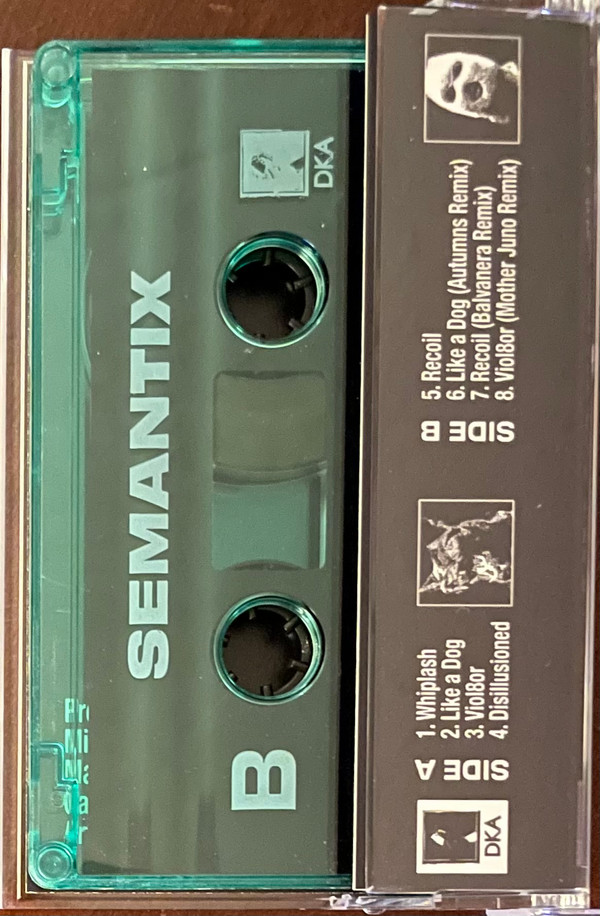 SEMANTIX
B
DKA
DKA
SIDE A
1. Whiplash
2. Like a Dog
3. Viol8or
4. Disillusioned
SIDE B
5. Recoil
6. Like a Dog (Autumns Remix)
7. Recoil (Balvanera Remix)
8. Viol8or (Mother Juno Remix)